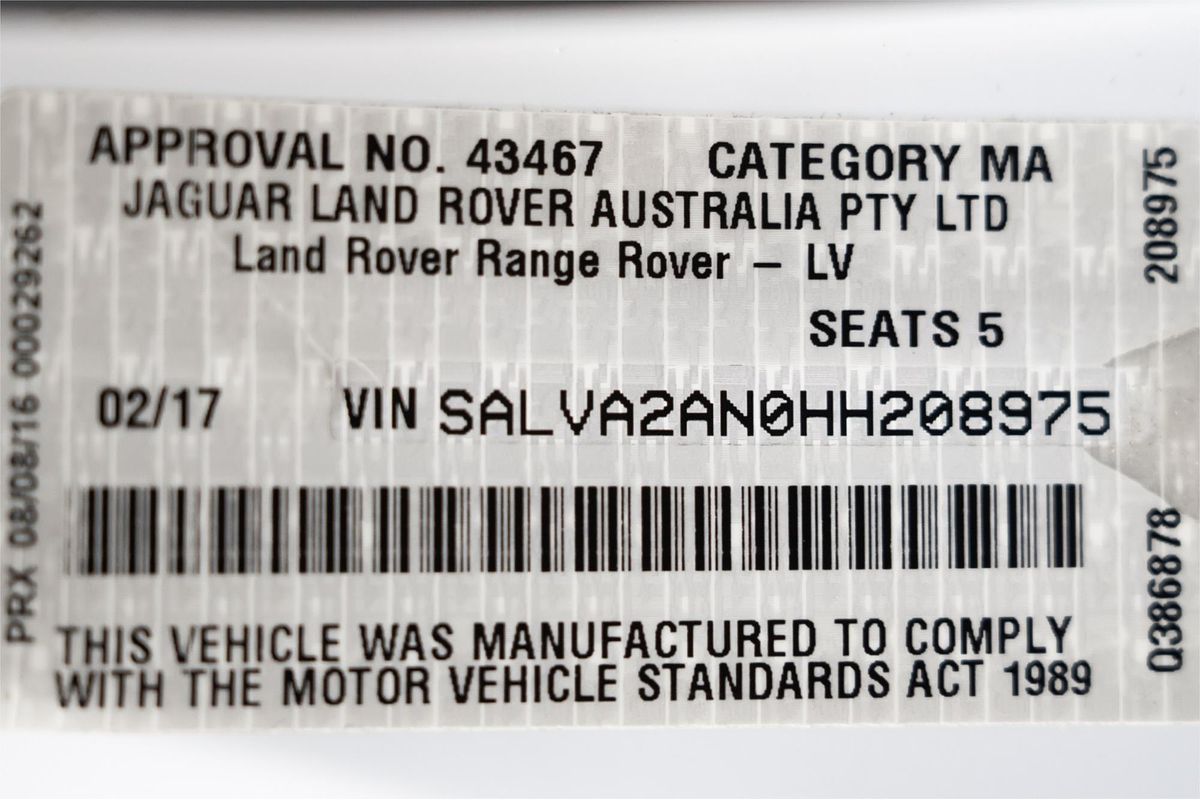 APPROVAL NO. 43467 CATEGORY MA
JAGUAR LAND ROVER AUSTRALIA PTY LTD
Land Rover Range Rover – LV
SEATS 5
02/17 VIN SALVA2AN0HH208975
THIS VEHICLE WAS MANUFACTURED TO COMPLY
WITH THE MOTOR VEHICLE STANDARDS ACT 1989
PRX 08/08/16 00029262
208975
Q386878